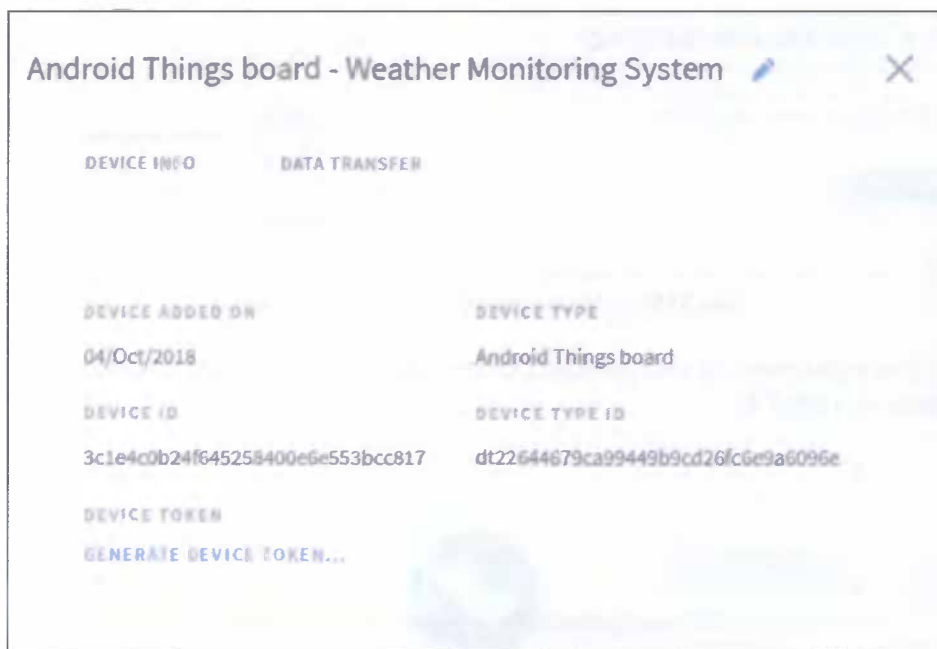 Android Things board - Weather Monitoring System
DEVICE INFO DATA TRANSFER
DEVICE ADDED ON DEVICE TYPE
04/Oct/2018 Android Things board
DEVICE ID DEVICE TYPE ID
3c1e4c0b24f645258400e6e553bcc817 dt22644679ca99449b9cd26fc6e9a6096e
DEVICE TOKEN
GENERATE DEVICE TOKEN...